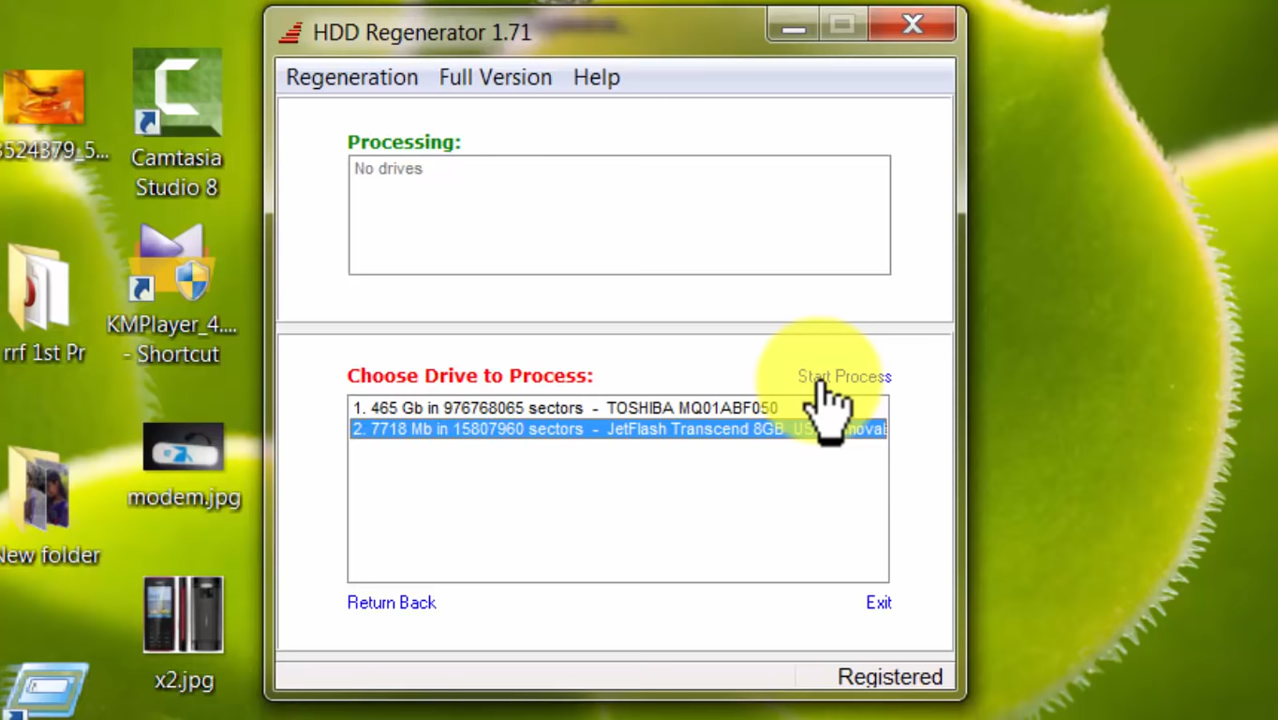 HDD Regenerator 1.71
Regeneration Full Version Help
Processing:
No drives
Choose Drive to Process:
Start Process
1. 465 Gb in 976768065 sectors - TOSHIBA MQ01ABF050
2. 7718 Mb in 15807960 sectors - JetFlash Transcend 8GB
Return Back
Exit
Registered
3524379_5...
Camtasia
Studio 8
rrf 1st Pr
KMPlayer_4....
- Shortcut
New folder
modem.jpg
x2.jpg